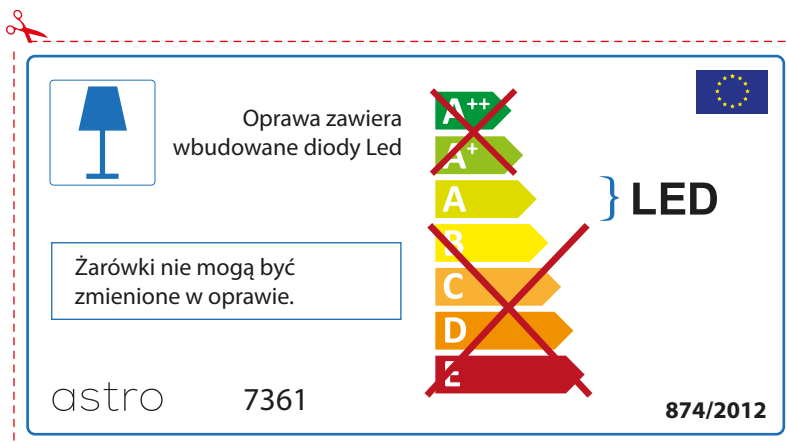 Oprawa zawiera
wbudowane diody Led
A++
A+
A
B
C
D
E
LED
Żarówki nie mogą być
zmienione w oprawie.
astro
7361
874/2012